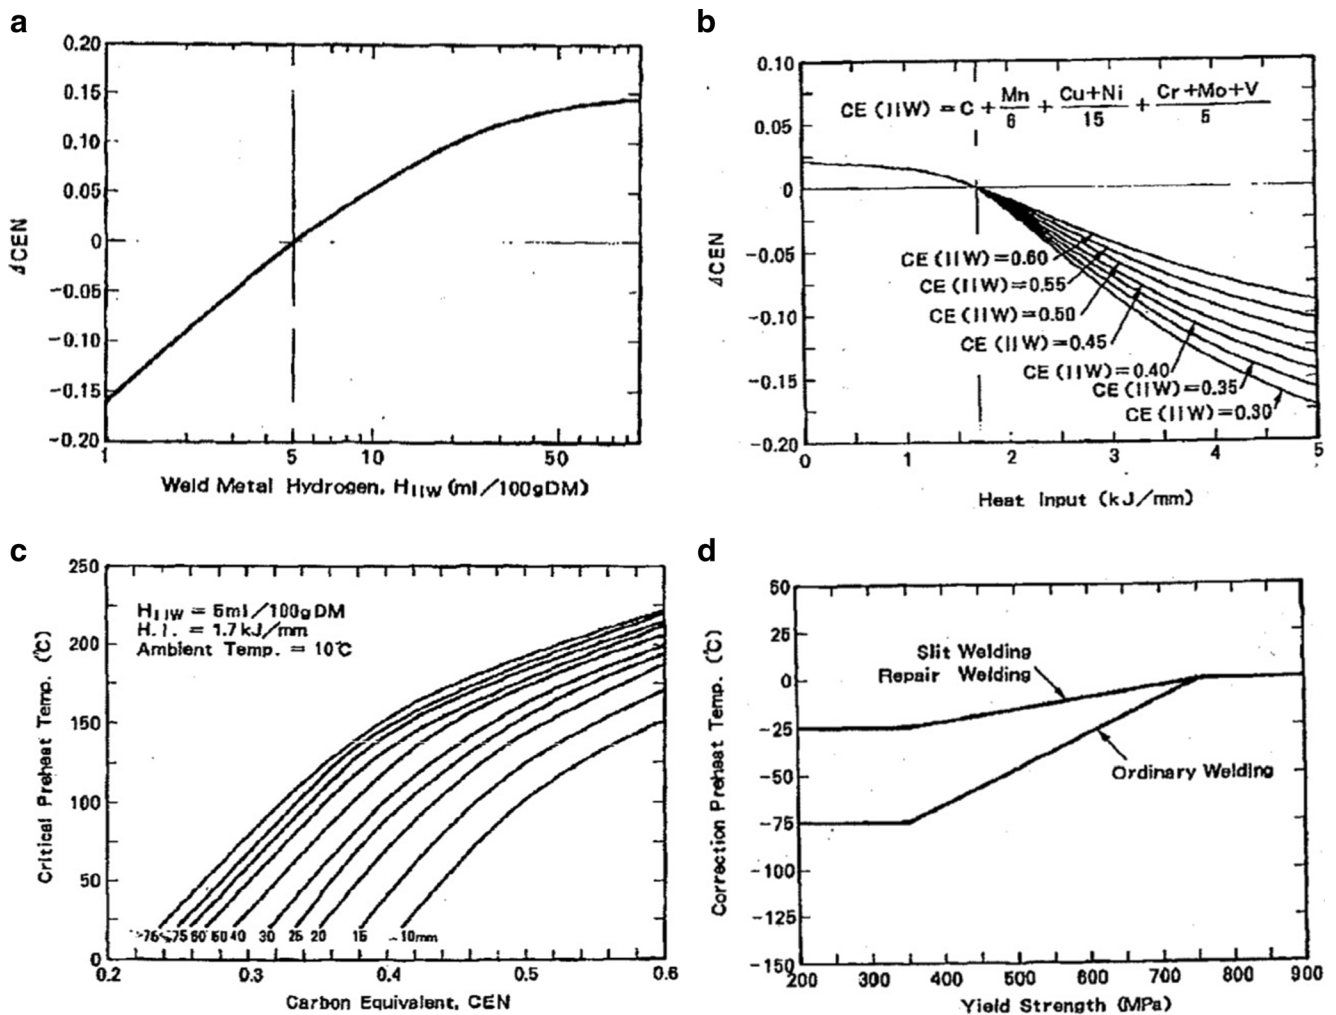 a
0.20
0.15
0.10
0.05
0
-0.05
-0.10
-0.15
-0.20
ΔCEN
1
5
10
50
Weld Metal Hydrogen, HIIW (ml/100gDM)
b
0.10
0.05
0
-0.05
-0.10
-0.15
-0.20
ΔCEN
CE (IIW) = C + Mn/6 + Cu+Ni/15 + Cr+Mo+V/5
CE (IIW)=0.60
CE (IIW)=0.55
CE (IIW)=0.50
CE (IIW)=0.45
CE (IIW)=0.40
CE (IIW)=0.35
CE (IIW)=0.30
0 1 2 3 4 5
Heat Input (kJ/mm)
c
250
200
150
100
50
0
Critical Preheat Temp. (℃)
HIIW = 5ml/100gDM
H.I. = 1.7kJ/mm
Ambient Temp. = 10℃
>75 75 60 50 40 30 25 20 15 10mm
0.2 0.3 0.4 0.5 0.6
Carbon Equivalent, CEN
d
50
25
0
-25
-50
-75
-100
-125
-150
Correction Preheat Temp. (℃)
Slit Welding
Repair Welding
Ordinary Welding
200 300 400 500 600 700 800 900
Yield Strength (MPa)